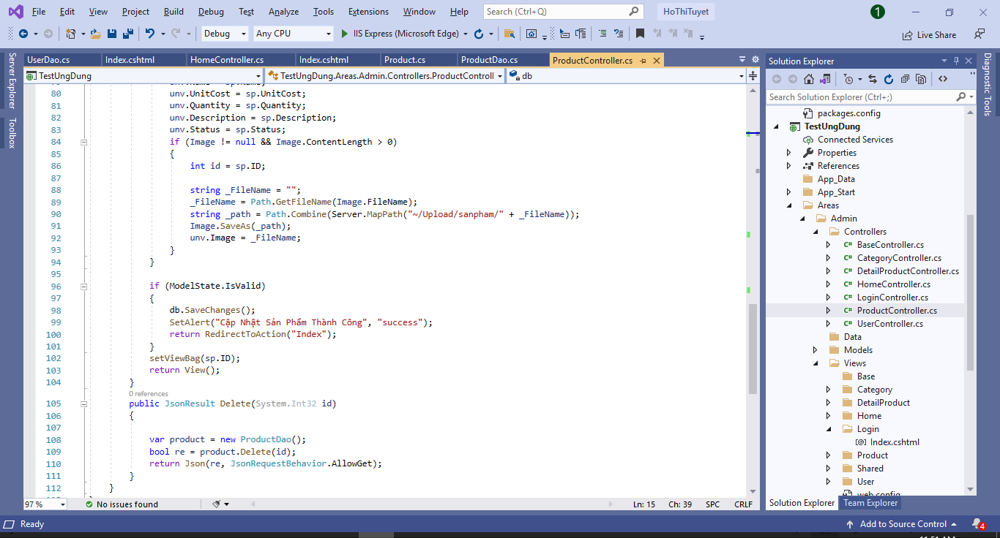 File Edit View Project Build Debug Test Analyze Tools Extensions Window Help Search (Ctrl+Q) HoThiTuyet 1
Debug Any CPU IIS Express (Microsoft Edge) Live Share
Server Explorer
Toolbox
UserDao.cs Index.cshtml HomeController.cs Index.cshtml Product.cs ProductDao.cs ProductController.cs
TestUngDung TestUngDung.Areas.Admin.Controllers.ProductControll db
80 unv.UnitCost = sp.UnitCost;
81 unv.Quantity = sp.Quantity;
82 unv.Description = sp.Description;
83 unv.Status = sp.Status;
84 if (Image != null && Image.ContentLength > 0)
85 {
86 int id = sp.ID;
87
88 string _FileName = "";
89 _FileName = Path.GetFileName(Image.FileName);
90 string _path = Path.Combine(Server.MapPath("~/Upload/sanpham/" + _FileName));
91 Image.SaveAs(_path);
92 unv.Image = _FileName;
93 }
94 }
95
96 if (ModelState.IsValid)
97 {
98 db.SaveChanges();
99 SetAlert("Cập Nhật Sản Phẩm Thành Công", "success");
100 return RedirectToAction("Index");
101 }
102 setViewBag(sp.ID);
103 return View();
104 }
0 references
105 public JsonResult Delete(System.Int32 id)
106 {
107
108 var product = new ProductDao();
109 bool re = product.Delete(id);
110 return Json(re, JsonRequestBehavior.AllowGet);
111 }
112 }
97 % No issues found Ln: 15 Ch: 39 SPC CRLF
Solution Explorer
Search Solution Explorer (Ctrl+;)
packages.config
TestUngDung
Connected Services
Properties
References
App_Data
App_Start
Areas
Admin
Controllers
C# BaseController.cs
C# CategoryController.cs
C# DetailProductController.cs
C# HomeController.cs
C# LoginController.cs
C# ProductController.cs
C# UserController.cs
Data
Models
Views
Base
Category
DetailProduct
Home
Login
Index.cshtml
Product
Shared
User
web.config
Solution Explorer Team Explorer
Diagnostic Tools
Ready Add to Source Control 4